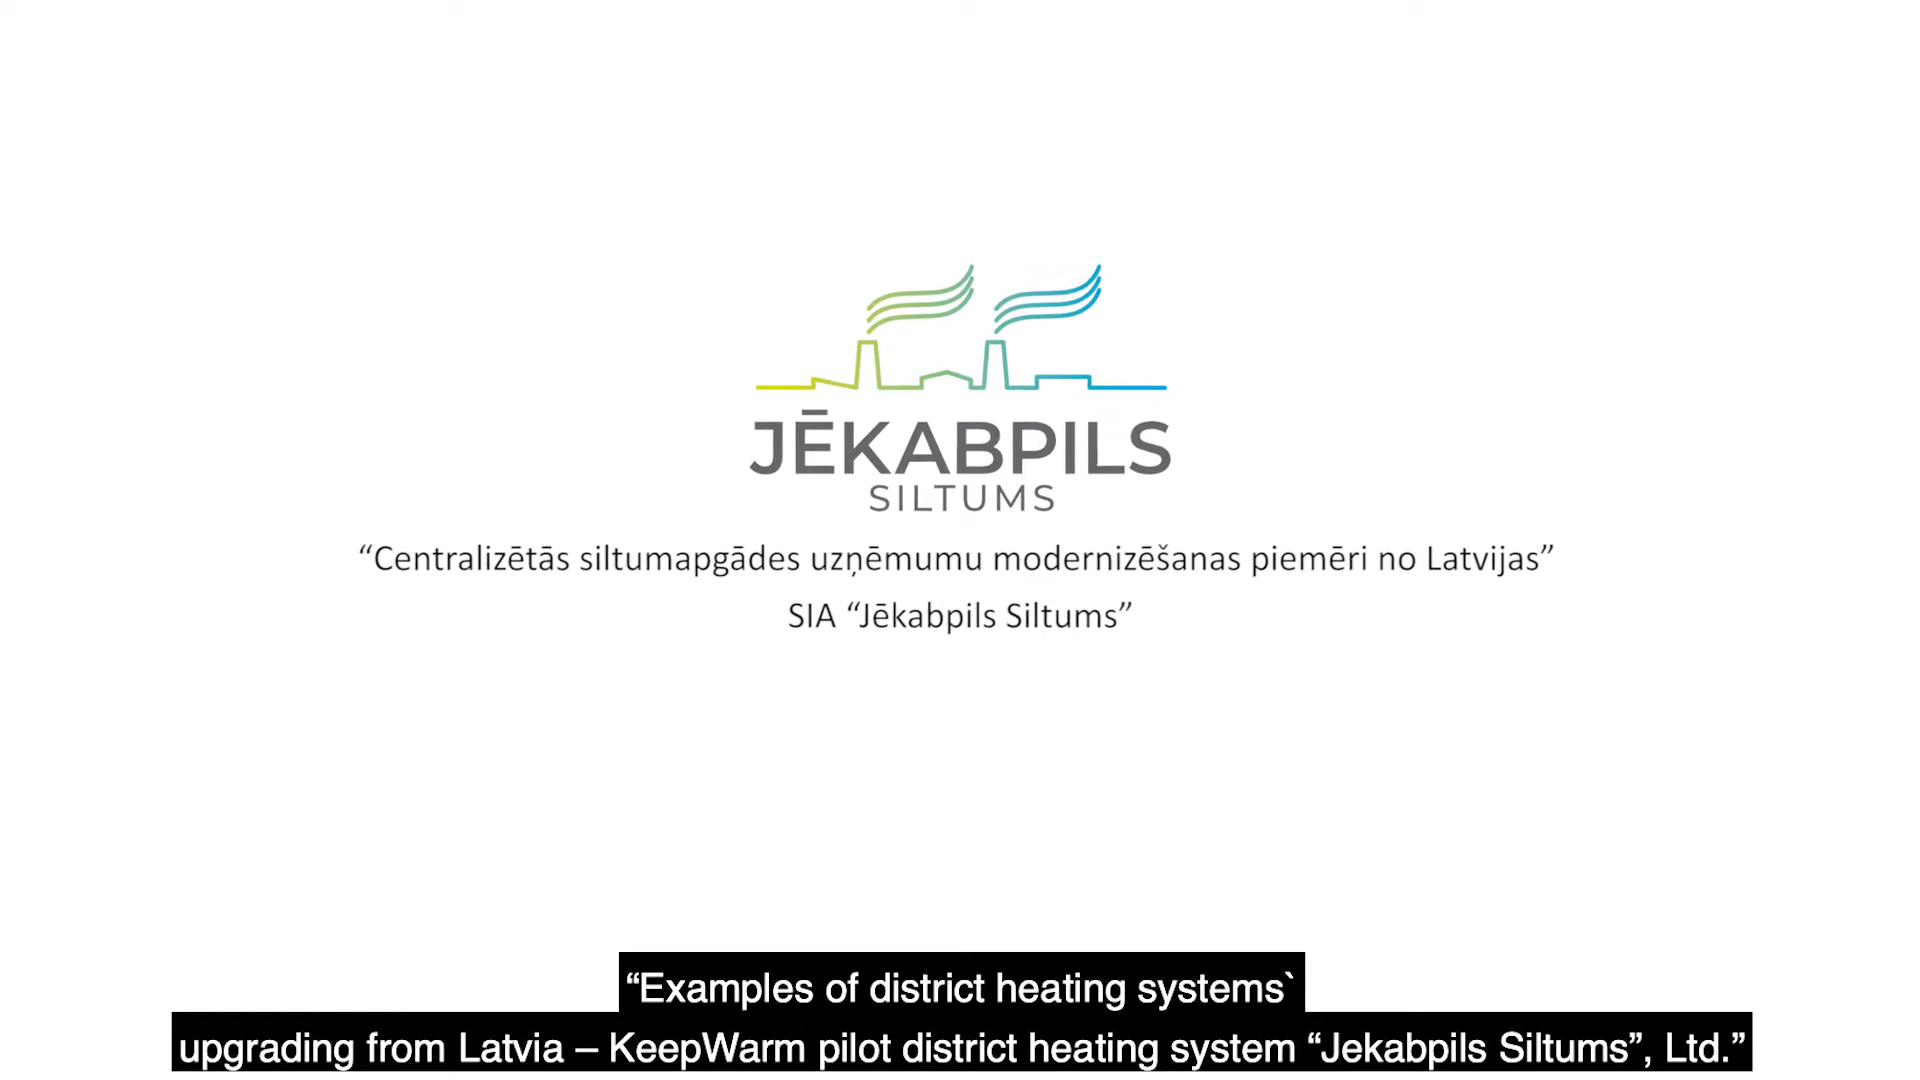 JĒKABPILS
SILTUMS
“Centralizētās siltumapgādes uzņēmumu modernizēšanas piemēri no Latvijas”
SIA “Jēkabpils Siltums”
“Examples of district heating systems`
upgrading from Latvia – KeepWarm pilot district heating system “Jekabpils Siltums”, Ltd.”